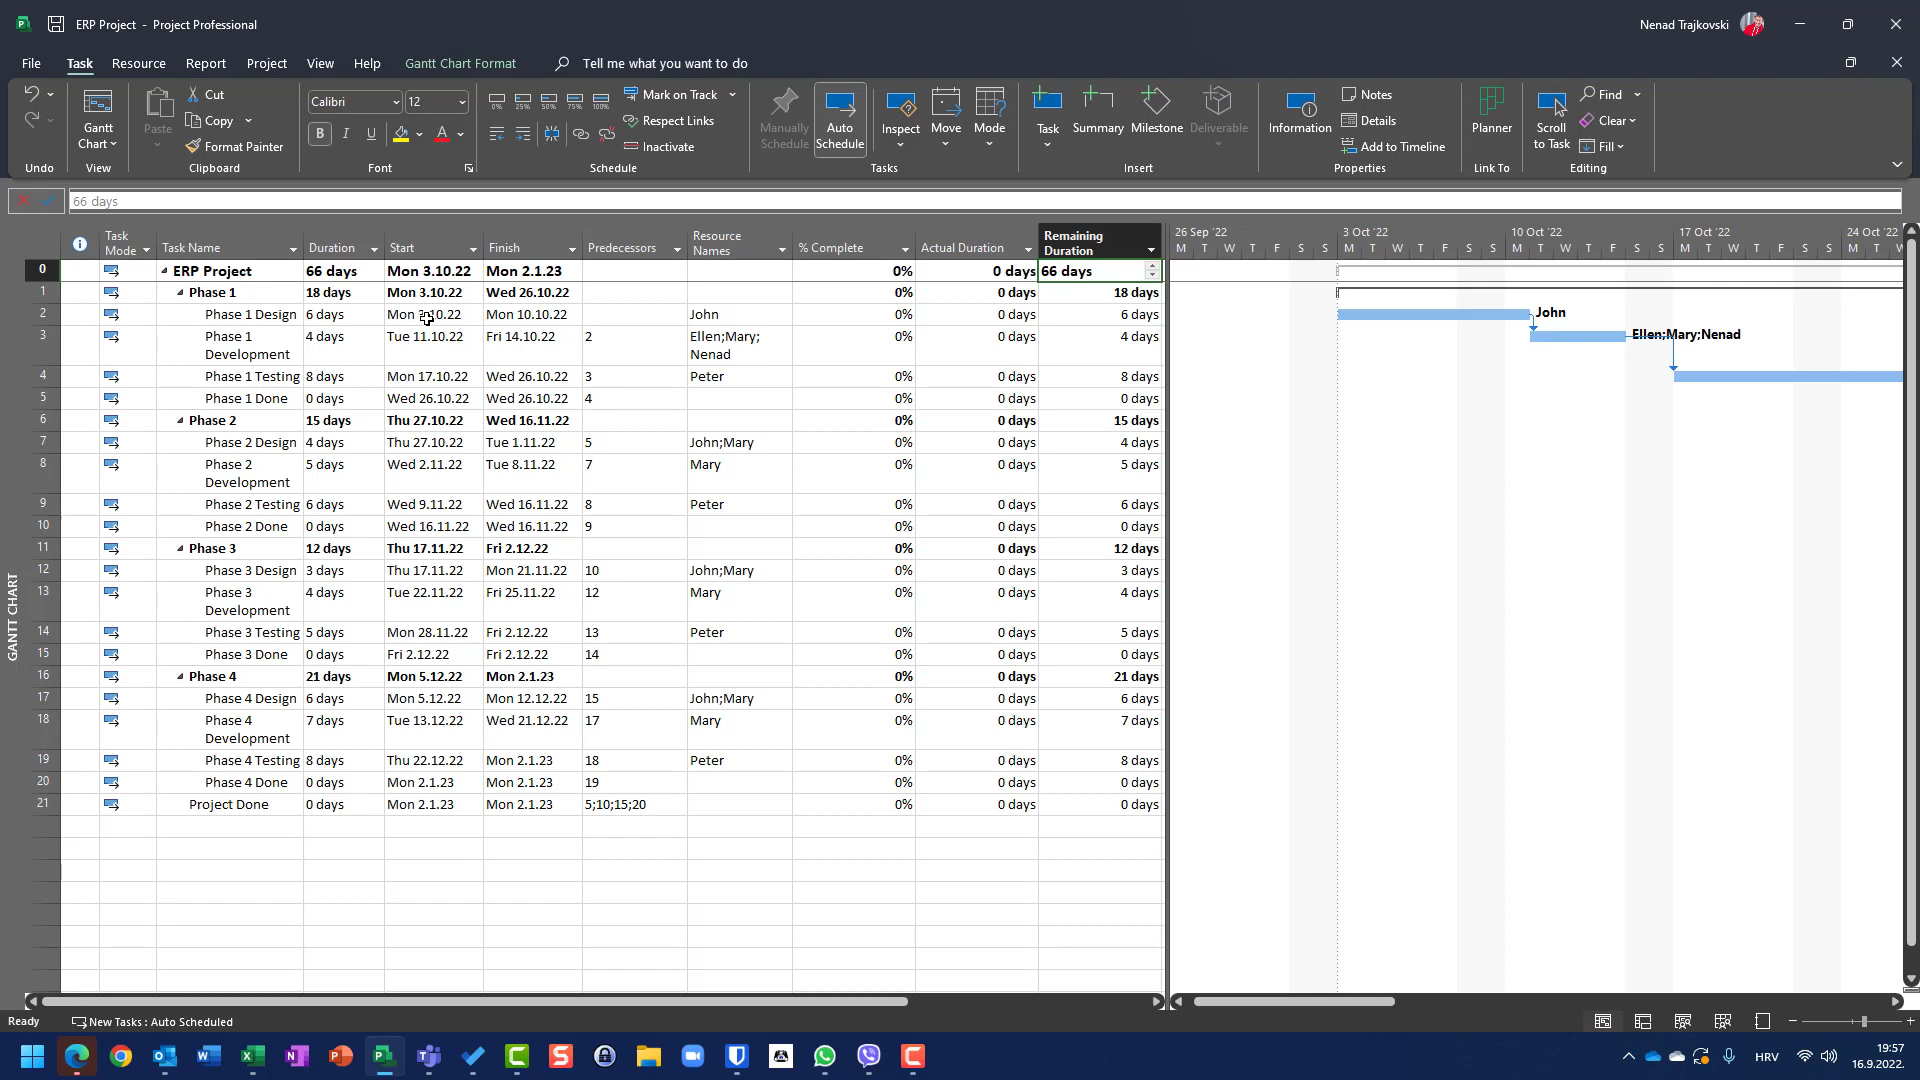 ERP Project - Project Professional
Nenad Trajkovski
File Task Resource Report Project View Help Gantt Chart Format Tell me what you want to do
Gantt Chart
Paste
Cut
Copy
Format Painter
Calibri 12
B I U A
0% 25% 50% 75% 100%
Mark on Track
Respect Links
Inactivate
Manually Schedule
Auto Schedule
Inspect
Move
Mode
Task
Summary
Milestone
Deliverable
Information
Notes
Details
Add to Timeline
Planner
Scroll to Task
Find
Clear
Fill
Undo View Clipboard Font Schedule Tasks Insert Properties Link To Editing
66 days
Task Mode Task Name Duration Start Finish Predecessors Resource Names % Complete Actual Duration Remaining Duration
26 Sep '22 3 Oct '22 10 Oct '22 17 Oct '22 24 Oct '22
M T W T F S S M T W T F S S M T W T F S S M T W T F S S M T W
0 ERP Project 66 days Mon 3.10.22 Mon 2.1.23 0% 0 days 66 days
1 Phase 1 18 days Mon 3.10.22 Wed 26.10.22 0% 0 days 18 days
2 Phase 1 Design 6 days Mon 3.10.22 Mon 10.10.22 John 0% 0 days 6 days
John
3 Phase 1 Development 4 days Tue 11.10.22 Fri 14.10.22 2 Ellen;Mary;Nenad 0% 0 days 4 days
Ellen;Mary;Nenad
4 Phase 1 Testing 8 days Mon 17.10.22 Wed 26.10.22 3 Peter 0% 0 days 8 days
5 Phase 1 Done 0 days Wed 26.10.22 Wed 26.10.22 4 0% 0 days 0 days
6 Phase 2 15 days Thu 27.10.22 Wed 16.11.22 0% 0 days 15 days
7 Phase 2 Design 4 days Thu 27.10.22 Tue 1.11.22 5 John;Mary 0% 0 days 4 days
8 Phase 2 Development 5 days Wed 2.11.22 Tue 8.11.22 7 Mary 0% 0 days 5 days
9 Phase 2 Testing 6 days Wed 9.11.22 Wed 16.11.22 8 Peter 0% 0 days 6 days
10 Phase 2 Done 0 days Wed 16.11.22 Wed 16.11.22 9 0% 0 days 0 days
11 Phase 3 12 days Thu 17.11.22 Fri 2.12.22 0% 0 days 12 days
12 Phase 3 Design 3 days Thu 17.11.22 Mon 21.11.22 10 John;Mary 0% 0 days 3 days
13 Phase 3 Development 4 days Tue 22.11.22 Fri 25.11.22 12 Mary 0% 0 days 4 days
14 Phase 3 Testing 5 days Mon 28.11.22 Fri 2.12.22 13 Peter 0% 0 days 5 days
15 Phase 3 Done 0 days Fri 2.12.22 Fri 2.12.22 14 0% 0 days 0 days
16 Phase 4 21 days Mon 5.12.22 Mon 2.1.23 0% 0 days 21 days
17 Phase 4 Design 6 days Mon 5.12.22 Mon 12.12.22 15 John;Mary 0% 0 days 6 days
18 Phase 4 Development 7 days Tue 13.12.22 Wed 21.12.22 17 Mary 0% 0 days 7 days
19 Phase 4 Testing 8 days Thu 22.12.22 Mon 2.1.23 18 Peter 0% 0 days 8 days
20 Phase 4 Done 0 days Mon 2.1.23 Mon 2.1.23 19 0% 0 days 0 days
21 Project Done 0 days Mon 2.1.23 Mon 2.1.23 5;10;15;20 0% 0 days 0 days
GANTT CHART
Ready New Tasks : Auto Scheduled
HRV
19:57
16.9.2022.